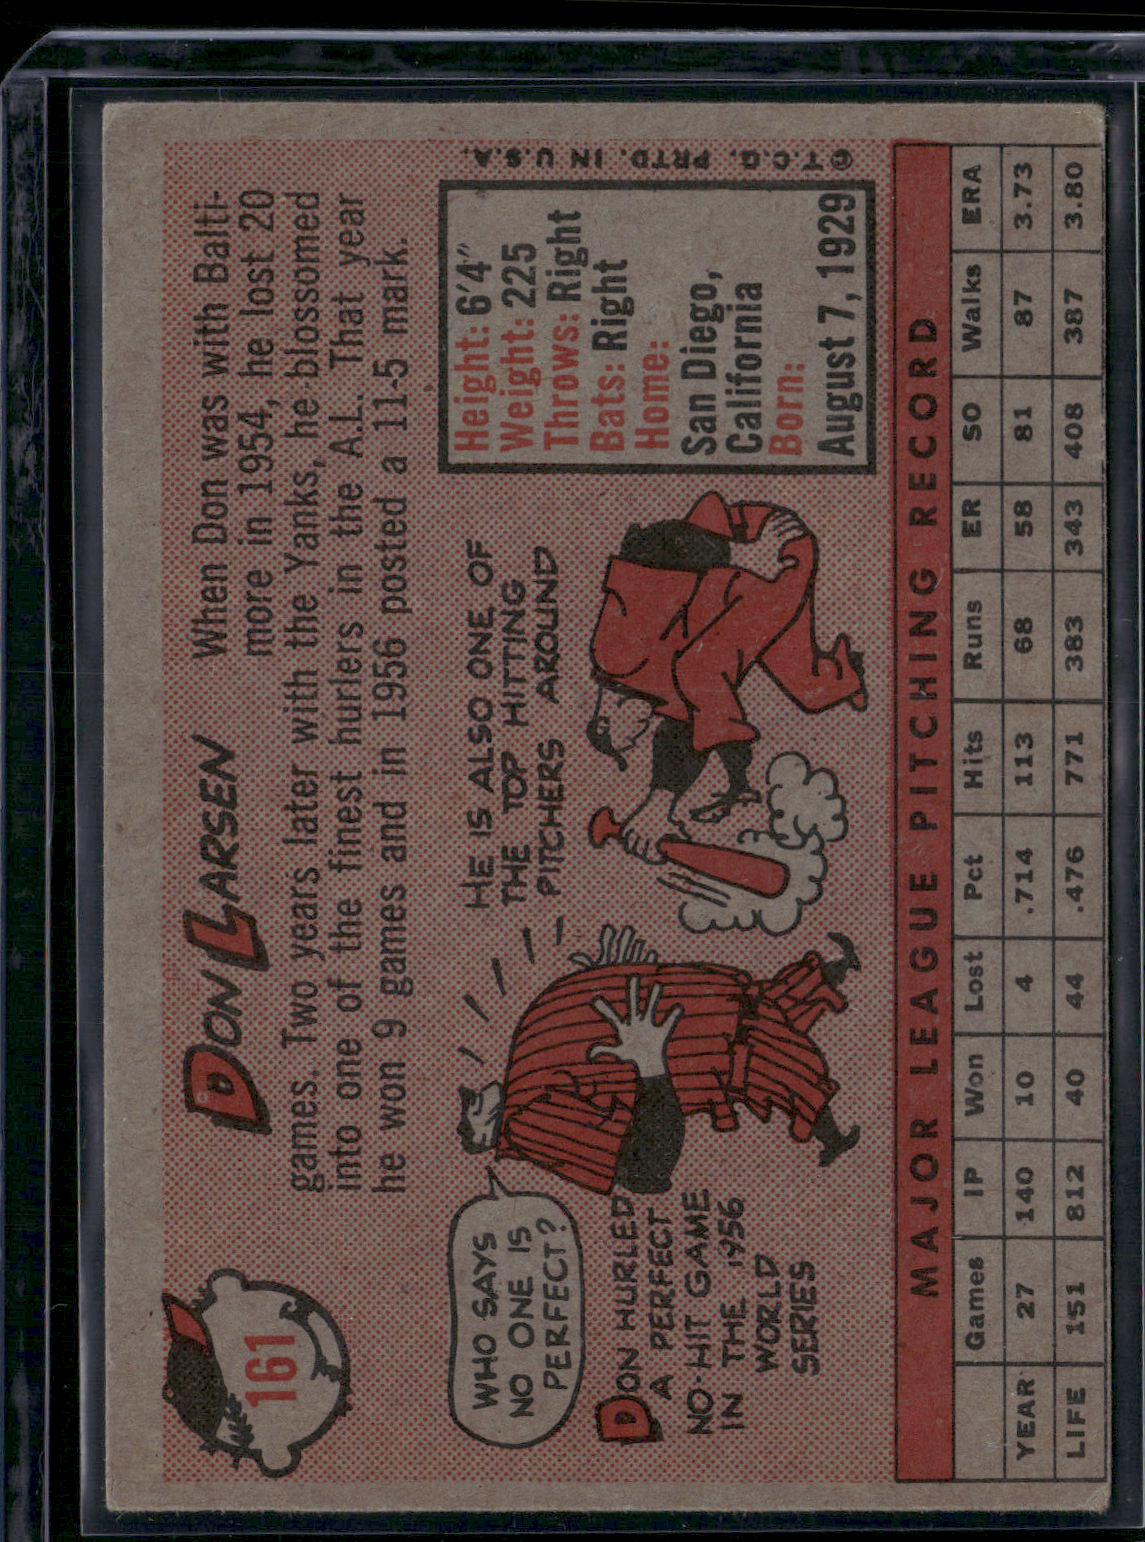 161
DON LARSEN
When Don was with Balti-
more in 1954, he lost 20
games. Two years later with the Yanks, he blossomed
into one of the finest hurlers in the A.L. That year
he won 9 games and in 1956 posted a 11-5 mark.
WHO SAYS
NO ONE IS
PERFECT?
DON HURLED
A PERFECT
NO-HIT GAME
IN THE 1956
WORLD
SERIES
HE IS ALSO ONE OF
THE TOP HITTING
PITCHERS AROUND
Height: 6'4"
Weight: 225
Throws: Right
Bats: Right
Home:
San Diego,
California
Born:
August 7, 1929
© T.C.G. PRTD. IN U.S.A.
MAJOR LEAGUE PITCHING RECORD
Games IP Won Lost Pct Hits Runs ER SO Walks ERA
YEAR 27 140 10 4 .714 113 68 58 81 87 3.73
LIFE 151 812 40 44 .476 771 383 343 408 387 3.80